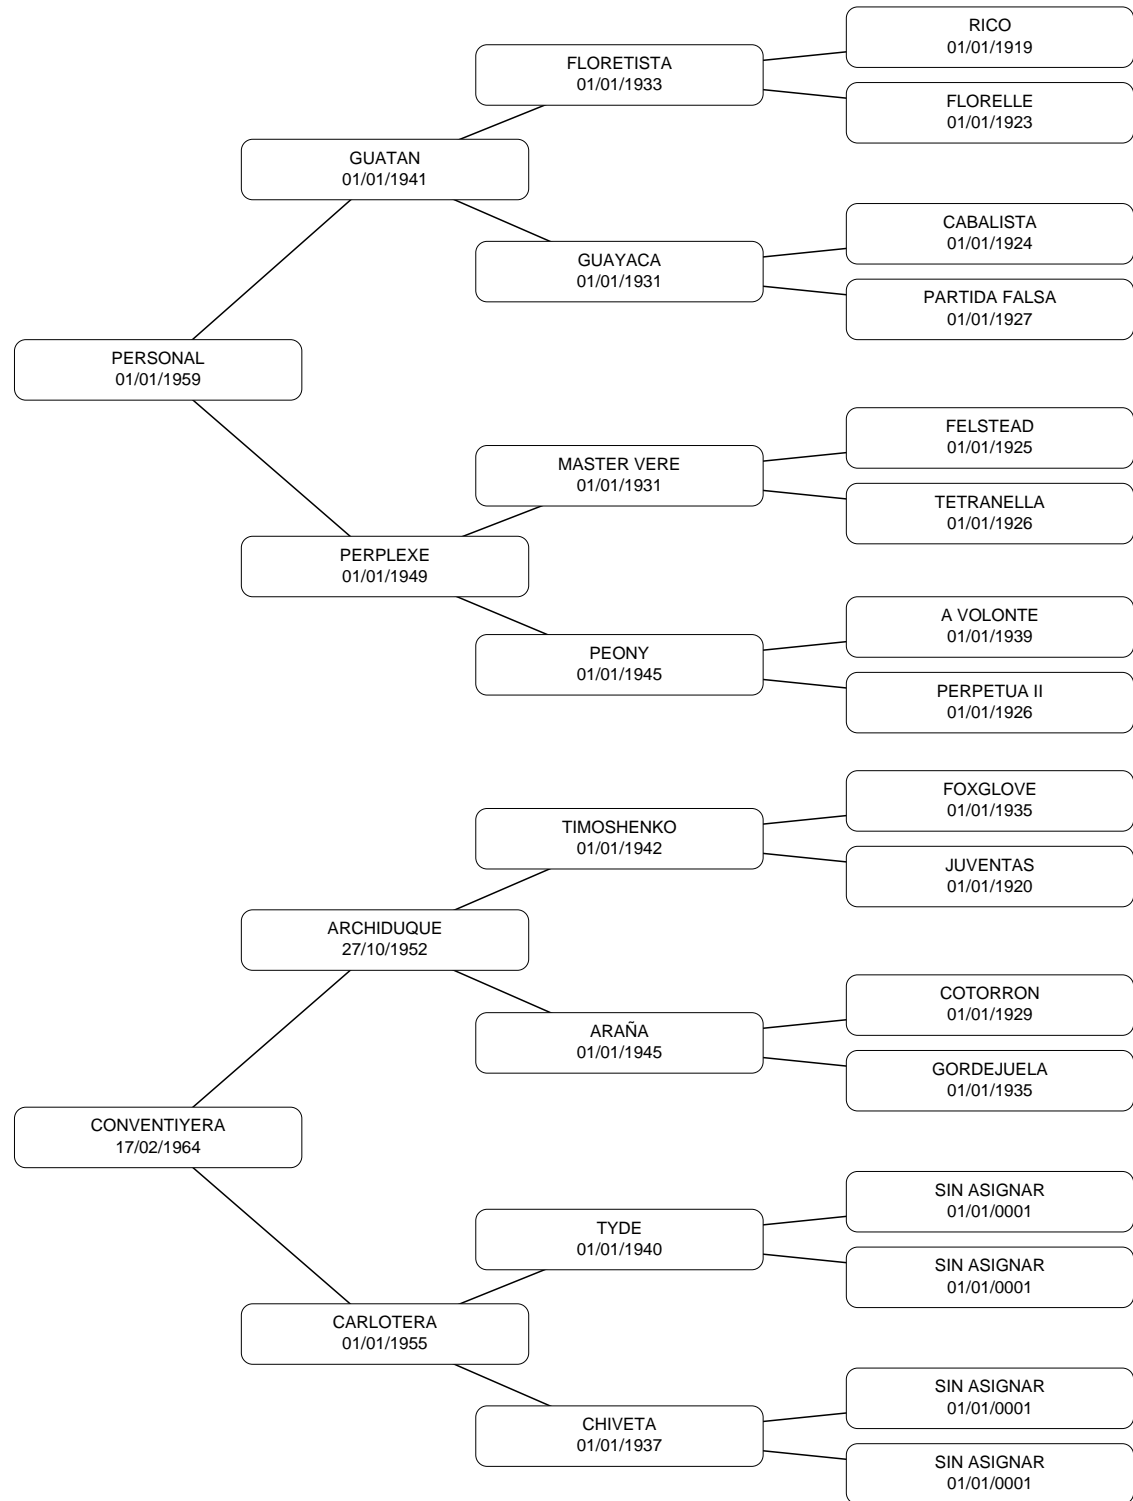 RICO
01/01/1919
FLORETISTA
01/01/1933
FLORELLE
01/01/1923
GUATAN
01/01/1941
CABALISTA
01/01/1924
GUAYACA
01/01/1931
PARTIDA FALSA
01/01/1927
PERSONAL
01/01/1959
FELSTEAD
01/01/1925
MASTER VERE
01/01/1931
TETRANELLA
01/01/1926
PERPLEXE
01/01/1949
A VOLONTE
01/01/1939
PEONY
01/01/1945
PERPETUA II
01/01/1926
FOXGLOVE
01/01/1935
TIMOSHENKO
01/01/1942
JUVENTAS
01/01/1920
ARCHIDUQUE
27/10/1952
COTORRON
01/01/1929
ARAÑA
01/01/1945
GORDEJUELA
01/01/1935
CONVENTIYERA
17/02/1964
SIN ASIGNAR
01/01/0001
TYDE
01/01/1940
SIN ASIGNAR
01/01/0001
CARLOTERA
01/01/1955
SIN ASIGNAR
01/01/0001
CHIVETA
01/01/1937
SIN ASIGNAR
01/01/0001